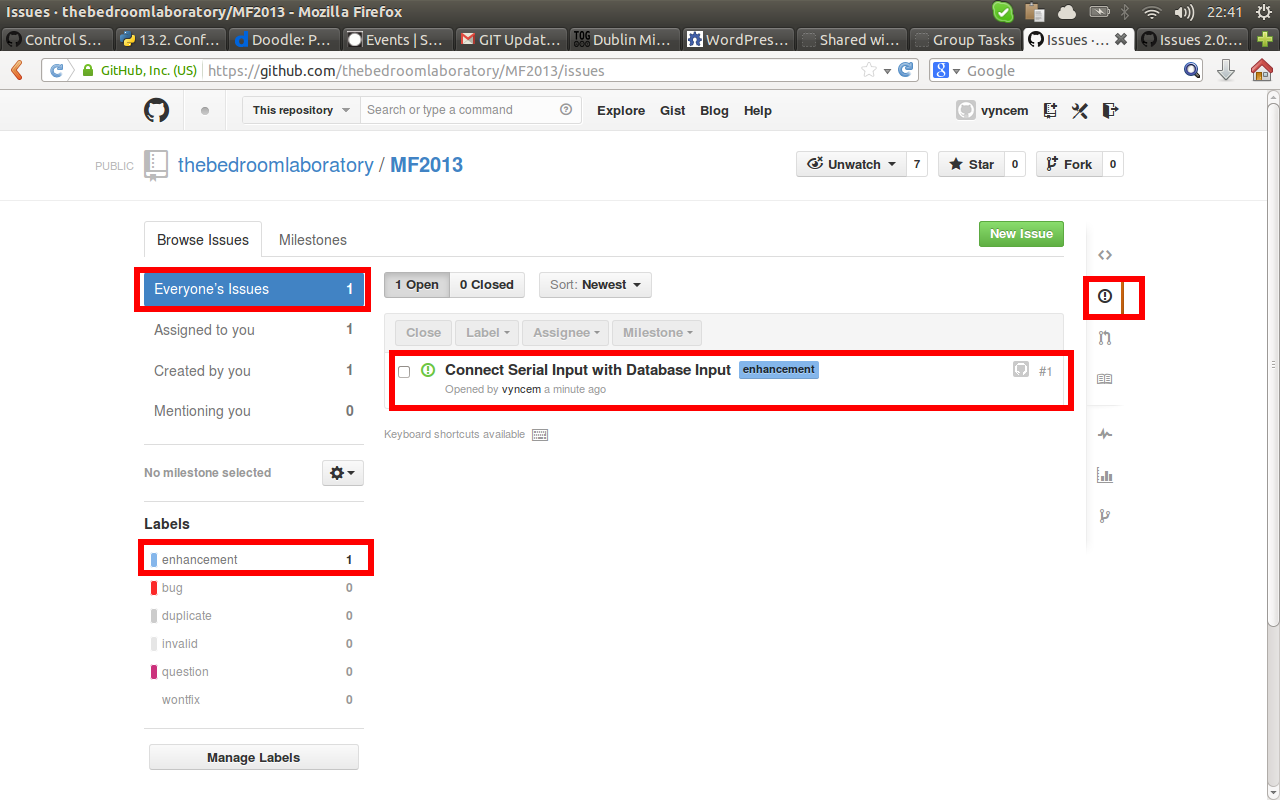 Issues · thebedroomlaboratory/MF2013 - Mozilla Firefox
22:41
Control S... 13.2. Conf... Doodle: P... Events | S... GIT Updat... TOG Dublin Mi... WordPres... Shared wi... Group Tasks Issues ·... Issues 2.0:...
GitHub, Inc. (US) https://github.com/thebedroomlaboratory/MF2013/issues
Google
This repository Search or type a command Explore Gist Blog Help vyncem
PUBLIC thebedroomlaboratory / MF2013
Unwatch 7 Star 0 Fork 0
Browse Issues Milestones New Issue
Everyone's Issues 1
Assigned to you 1
Created by you 1
Mentioning you 0
No milestone selected
Labels
enhancement 1
bug 0
duplicate 0
invalid 0
question 0
wontfix 0
Manage Labels
1 Open 0 Closed Sort: Newest
Close Label Assignee Milestone
Connect Serial Input with Database Input enhancement #1
Opened by vyncem a minute ago
Keyboard shortcuts available